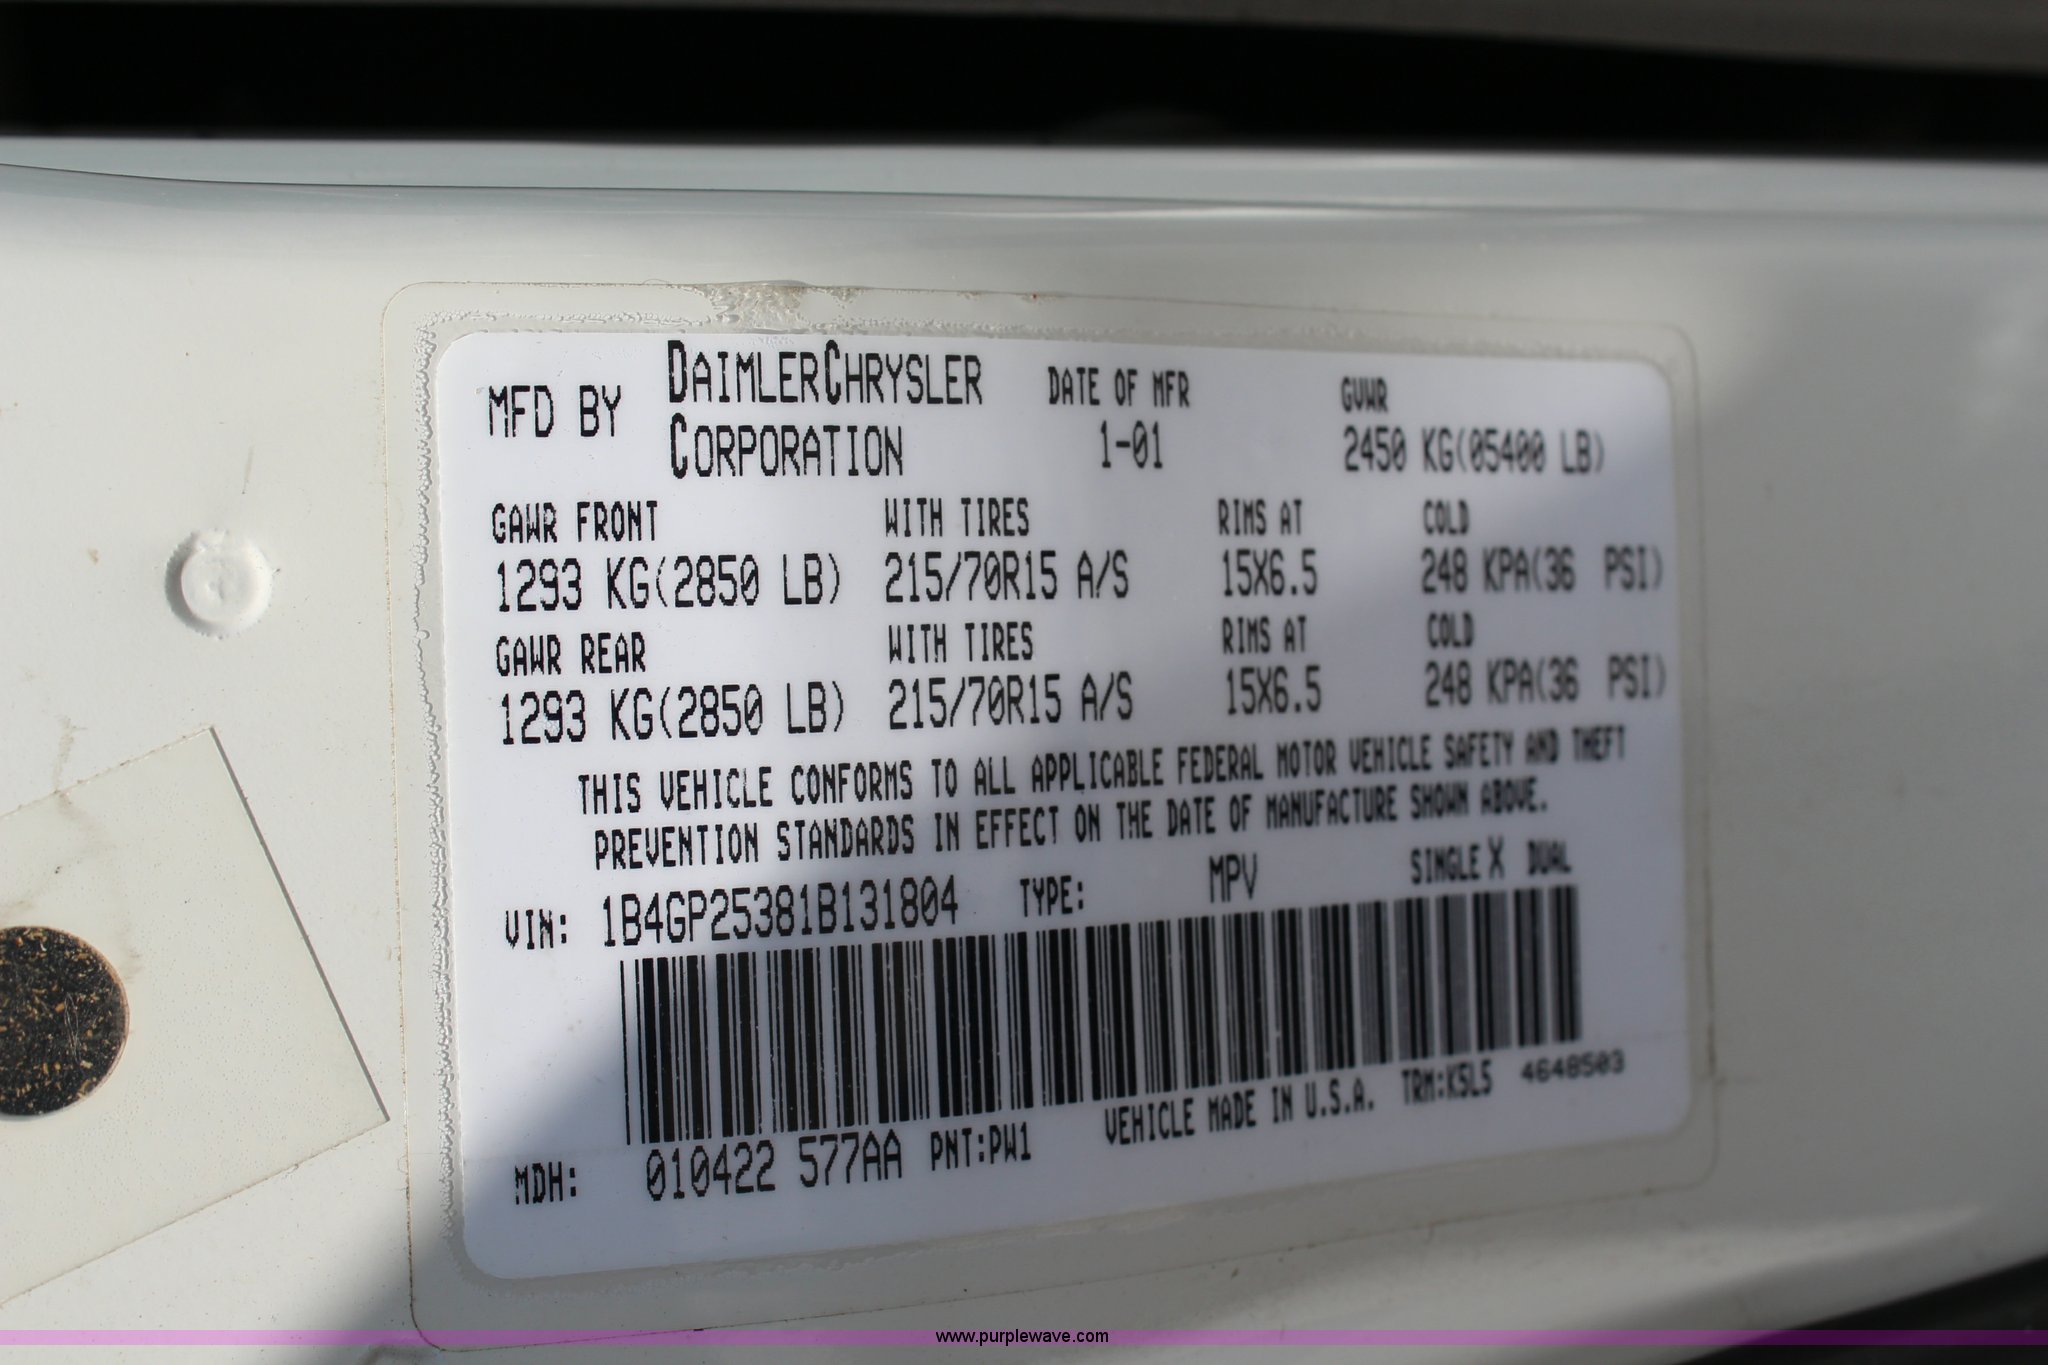 MFD BY DAIMLERCHRYSLER CORPORATION DATE OF MFR 1-01 GVWR 2450 KG(05400 LB)
GAWR FRONT WITH TIRES RIMS AT COLD
1293 KG(2850 LB) 215/70R15 A/S 15X6.5 248 KPA(36 PSI)
GAWR REAR WITH TIRES RIMS AT COLD
1293 KG(2850 LB) 215/70R15 A/S 15X6.5 248 KPA(36 PSI)
THIS VEHICLE CONFORMS TO ALL APPLICABLE FEDERAL MOTOR VEHICLE SAFETY AND THEFT
PREVENTION STANDARDS IN EFFECT ON THE DATE OF MANUFACTURE SHOWN ABOVE.
VIN: 1B4GP25381B131804 TYPE: MPV SINGLE X DUAL
MDH: 010422 577AA PNT:PW1 VEHICLE MADE IN U.S.A. TRM:K5L5 4648503
www.purplewave.com